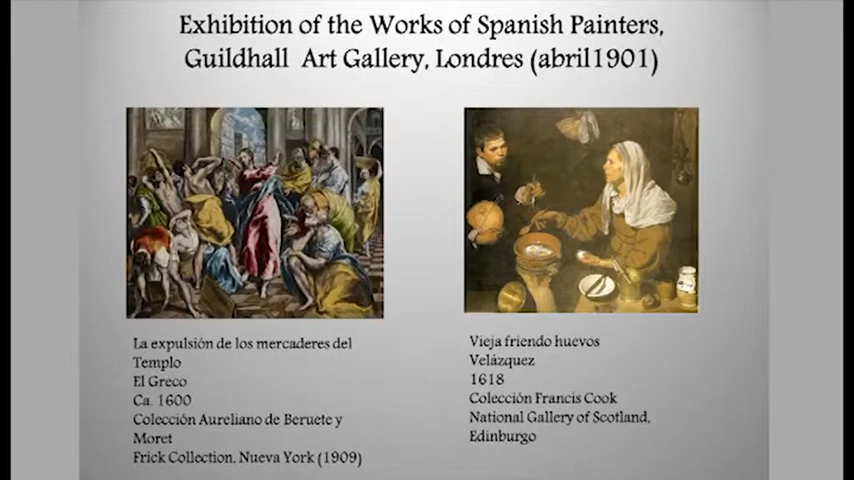 Exhibition of the Works of Spanish Painters,
Guildhall Art Gallery, Londres (abril1901)
La expulsión de los mercaderes del
Templo
El Greco
Ca. 1600
Colección Aureliano de Beruete y
Moret
Frick Collection, Nueva York (1909)
Vieja friendo huevos
Velázquez
1618
Colección Francis Cook
National Gallery of Scotland,
Edinburgo